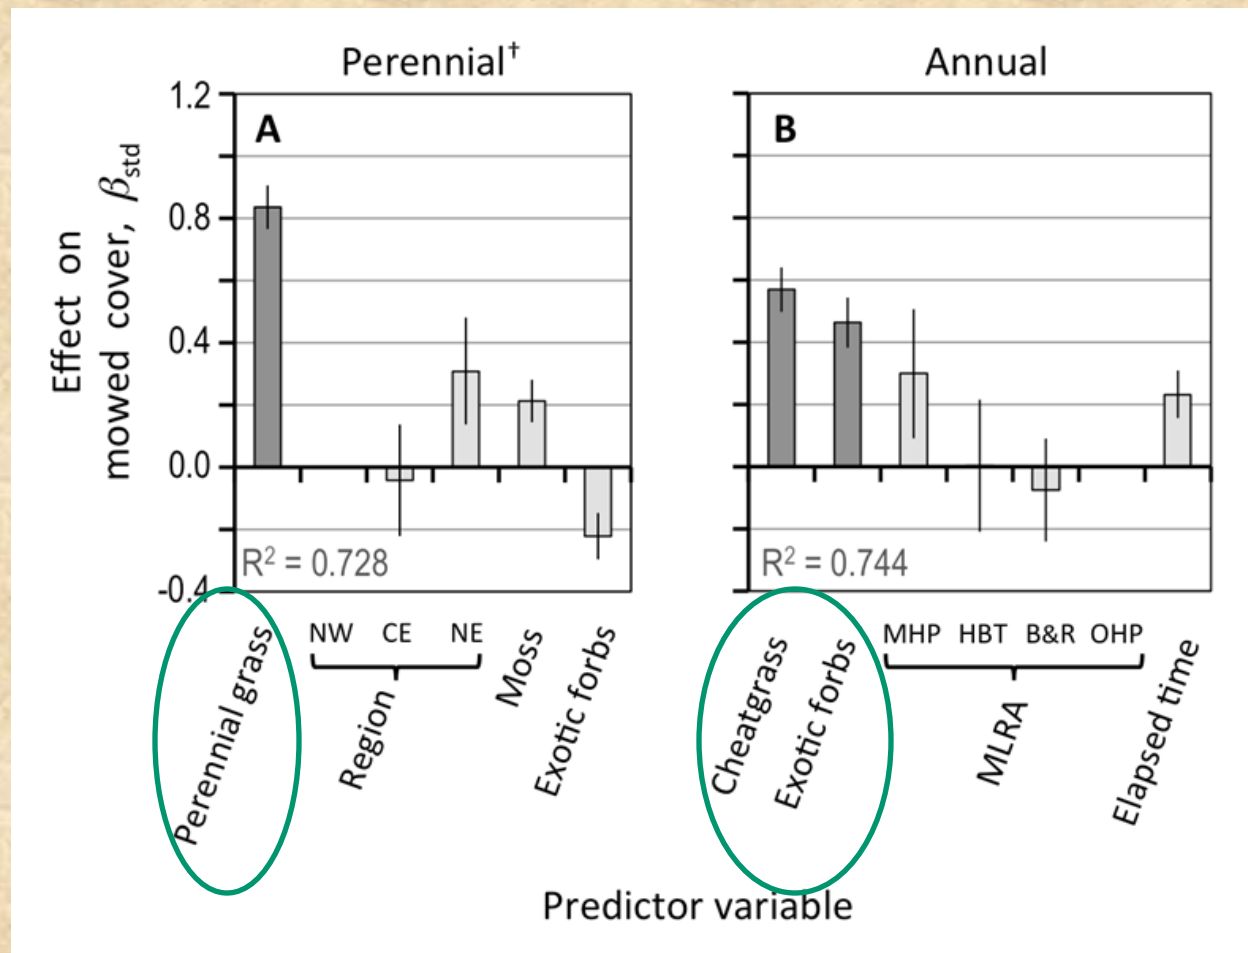 Perennial†
Annual
Effect on
mowed cover, βstd
1.2
0.8
0.4
0.0
-0.4
A
R² = 0.728
B
R² = 0.744
Perennial grass
NW CE NE
Region
Moss
Exotic forbs
Cheatgrass
Exotic forbs
MHP HBT B&R OHP
MLRA
Elapsed time
Predictor variable